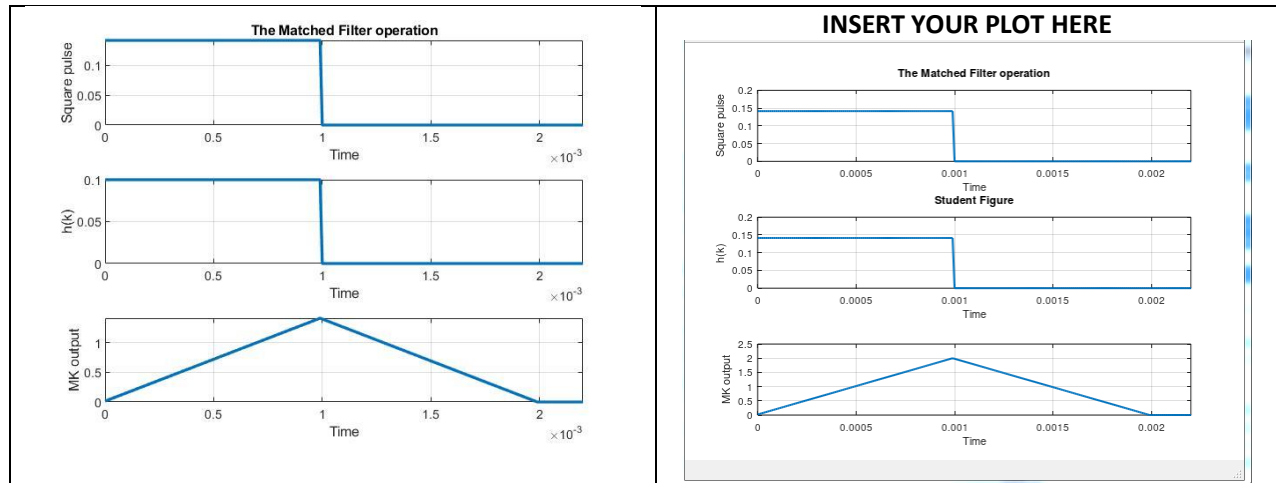 The Matched Filter operation
Square pulse
0.1
0.05
0
0 0.5 1 1.5 2
Time
×10⁻³
h(k)
0.1
0.05
0
0 0.5 1 1.5 2
Time
×10⁻³
MK output
1
0.5
0
0 0.5 1 1.5 2
Time
×10⁻³
INSERT YOUR PLOT HERE
The Matched Filter operation
Square pulse
0.2
0.15
0.1
0.05
0
0 0.0005 0.001 0.0015 0.002
Time
Student Figure
h(k)
0.2
0.15
0.1
0.05
0
0 0.0005 0.001 0.0015 0.002
Time
MK output
2.5
2
1.5
1
0.5
0
0 0.0005 0.001 0.0015 0.002
Time